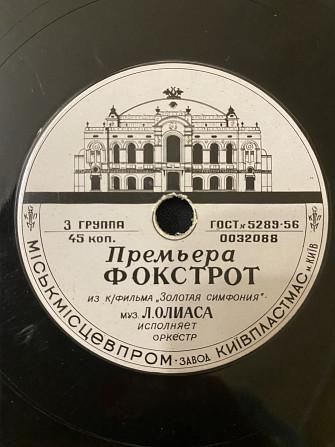 3 ГРУППА
45 коп.
ГОСТ № 5289-56
0032088
Премьера
ФОКСТРОТ
ИЗ К/ФИЛЬМА „ЗОЛОТАЯ СИМФОНИЯ"
МУЗ. Л.ОЛИАСА
ИСПОЛНЯЕТ
ОРКЕСТР
МІСЬКМІСЦЕВПРОМ · ЗАВОД КИЇВПЛАСТМАС м. КИЇВ